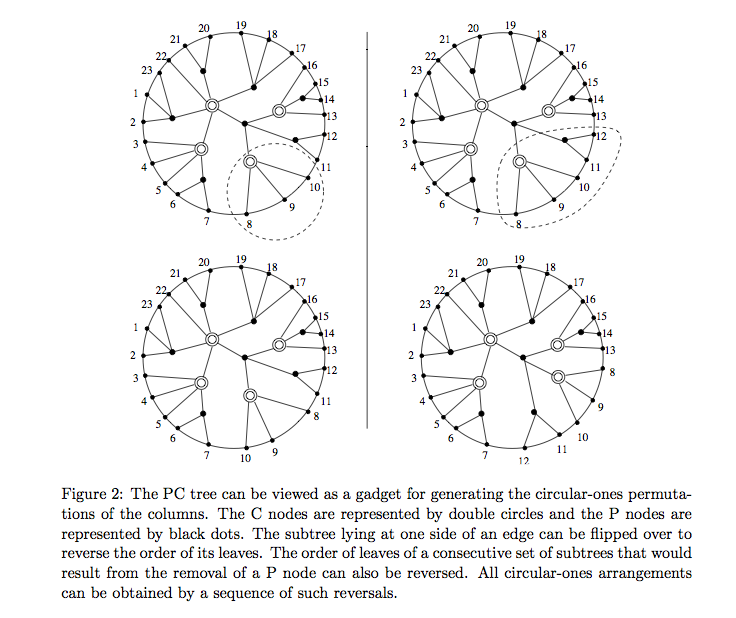 20 19 18 17 16 15 14 13 12 11 10 9 8 7 6 5 4 3 2 1 23 22 21
20 19 18 17 16 15 14 13 12 11 10 9 8 7 6 5 4 3 2 1 23 22 21
20 19 18 17 16 15 14 13 12 11 8 9 10 7 6 5 4 3 2 1 23 22 21
20 19 18 17 16 15 14 13 8 9 10 11 12 7 6 5 4 3 2 1 23 22 21
Figure 2: The PC tree can be viewed as a gadget for generating the circular-ones permuta-
tions of the columns. The C nodes are represented by double circles and the P nodes are
represented by black dots. The subtree lying at one side of an edge can be flipped over to
reverse the order of its leaves. The order of leaves of a consecutive set of subtrees that would
result from the removal of a P node can also be reversed. All circular-ones arrangements
can be obtained by a sequence of such reversals.